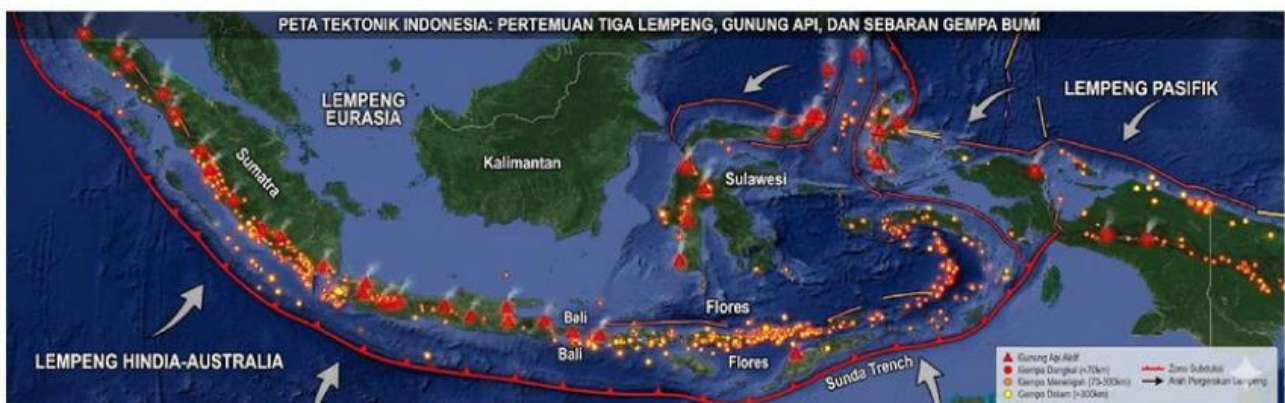 PETA TEKTONIK INDONESIA: PERTEMUAN TIGA LEMPENG, GUNUNG API, DAN SEBARAN GEMPA BUMI
LEMPENG
EURASIA
LEMPENG PASIFIK
Kalimantan
Sumatra
Sulawesi
Flores
Bali
Bali
Flores
LEMPENG HINDIA-AUSTRALIA
Sunda Trench
Gunung Api Aktif
Gempa Dangkal (<70km)
Gempa Menengah (70-300km)
Gempa Dalam (>300km)
Zona Subduksi
Arah Pergerakan Lempeng